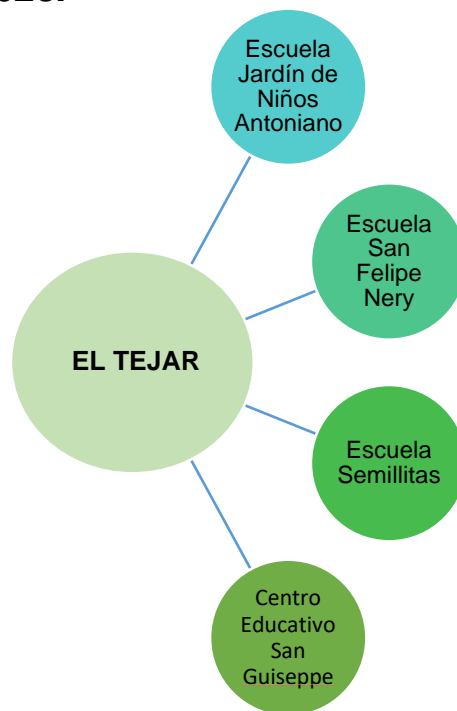 Escuela
Jardín de
Niños
Antoniano
Escuela
San
Felipe
Nery
EL TEJAR
Escuela
Semillitas
Centro
Educativo
San
Guiseppe